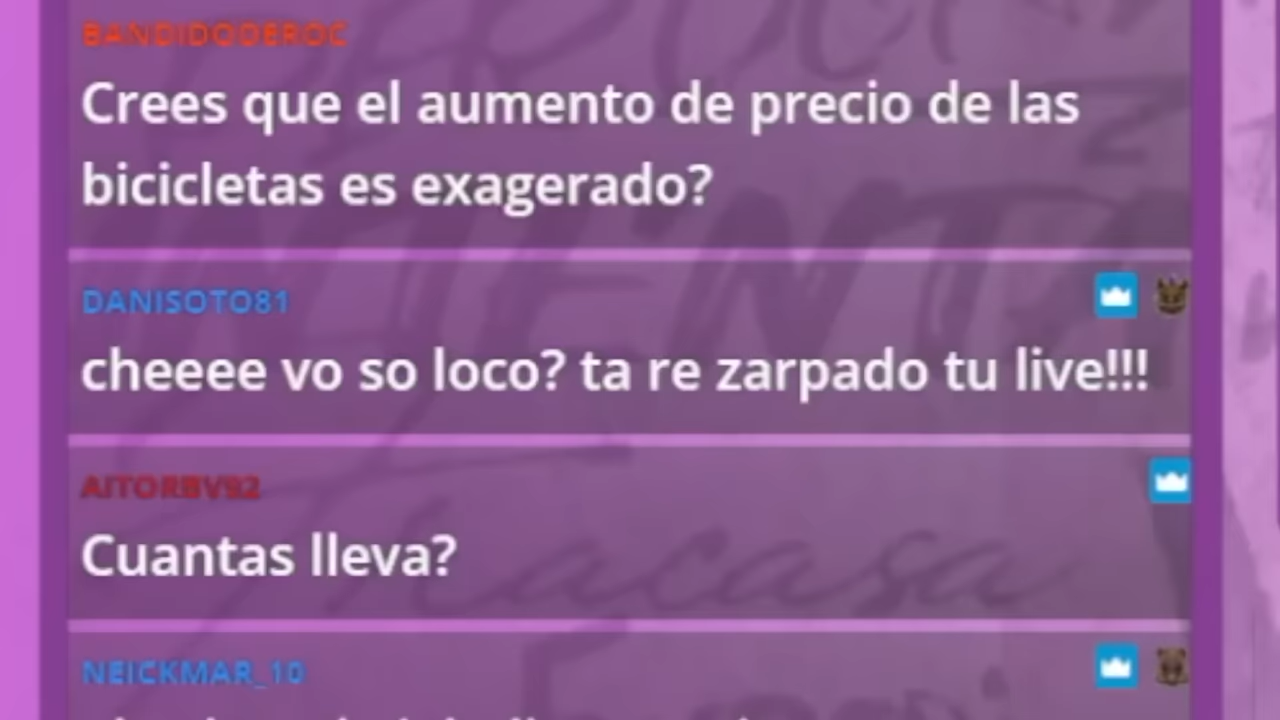 BANDIDODEROC
Crees que el aumento de precio de las
bicicletas es exagerado?
DANISOTO81
cheeee vo so loco? ta re zarpado tu live!!!
AITORBV92
Cuantas lleva?
NEICKMAR_10